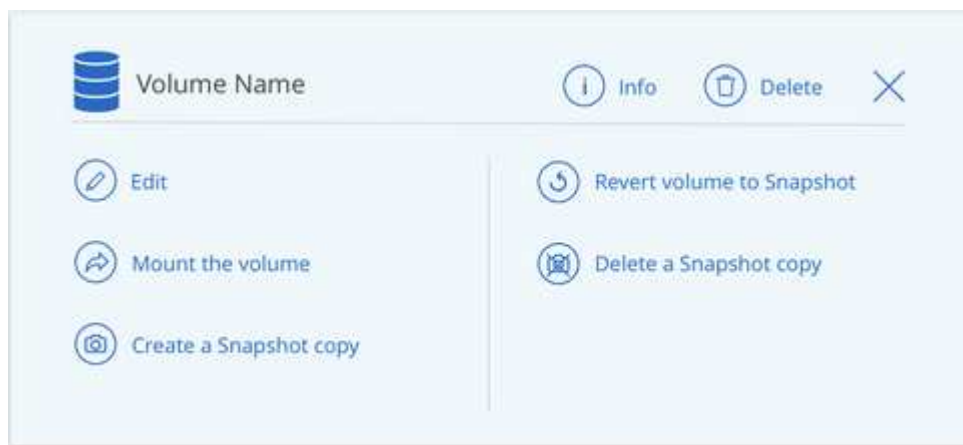 Volume Name
Info
Delete
Edit
Mount the volume
Create a Snapshot copy
Revert volume to Snapshot
Delete a Snapshot copy